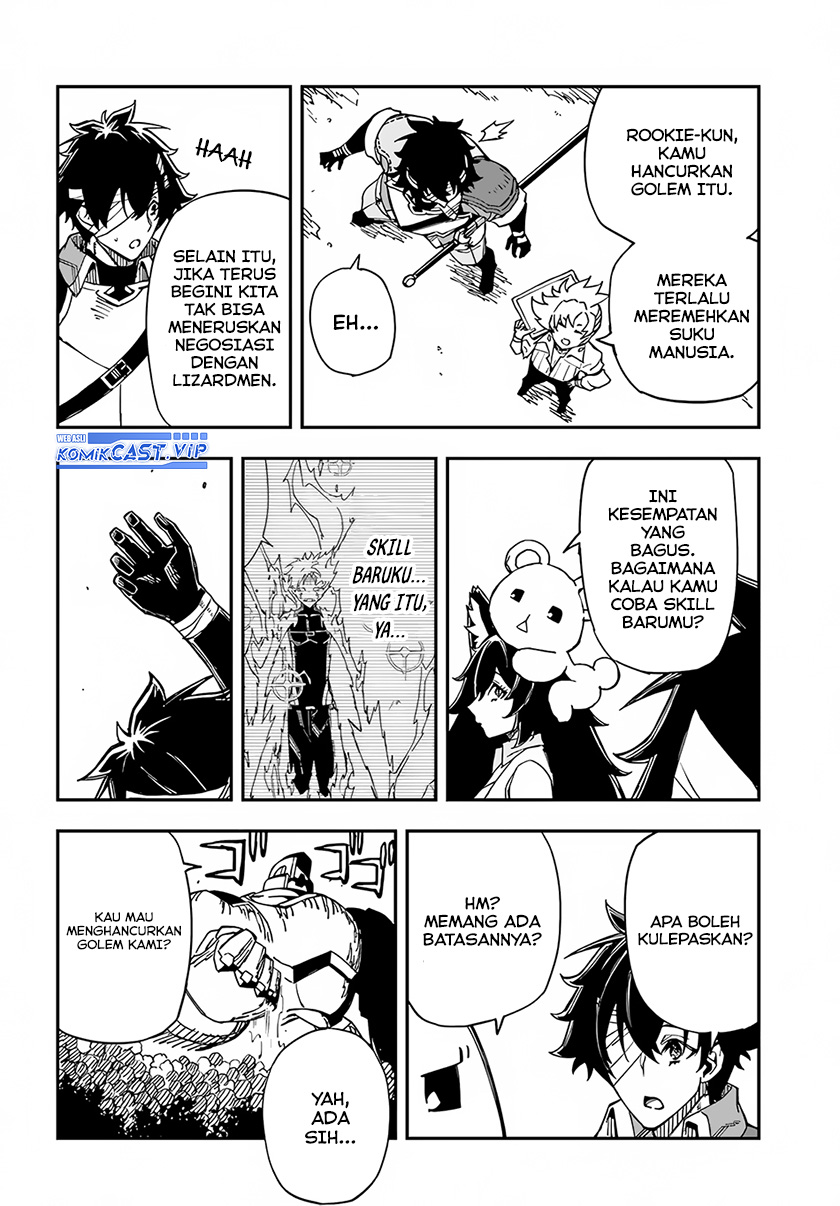 ROOKIE-KUN,
KAMU
HANCURKAN
GOLEM ITU.
MEREKA
TERLALU
MEREMEHKAN
SUKU
MANUSIA.
EH...
HAAH
SELAIN ITU,
JIKA TERUS
BEGINI KITA
TAK BISA
MENERUSKAN
NEGOSIASI
DENGAN
LIZARDMEN.
WEB ASLI
KOMIKCAST.VIP
INI
KESEMPATAN
YANG
BAGUS.
BAGAIMANA
KALAU KAMU
COBA SKILL
BARUMU?
SKILL
BARUKU...
YANG ITU,
YA...
APA BOLEH
KULEPASKAN?
HM?
MEMANG ADA
BATASANNYA?
YAH,
ADA
SIH...
ゴゴゴ
KAU MAU
MENGHANCURKAN
GOLEM KAMI?